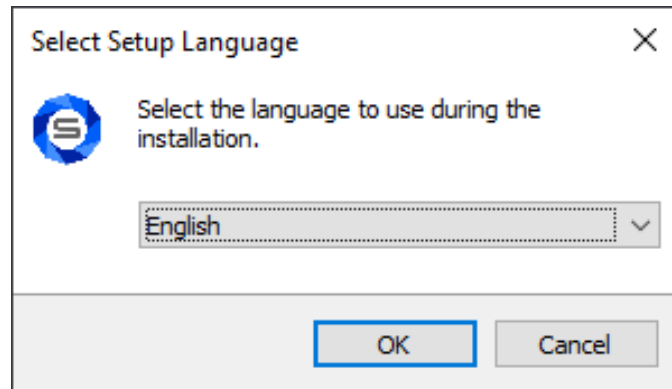 Select Setup Language
S
Select the language to use during the
installation.
English
OK
Cancel